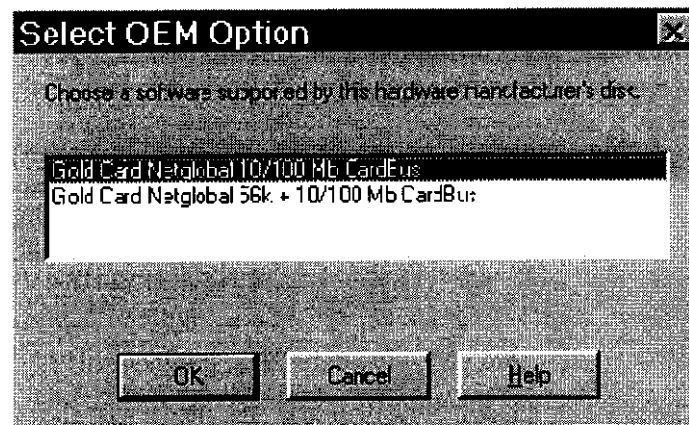 Select OEM Option
Choose a software supported by this hardware manufacturer's disc.
Gold Card Netglobal 10/100 Mb CardBus
Gold Card Netglobal 56k + 10/100 Mb CardBus
OK Cancel Help